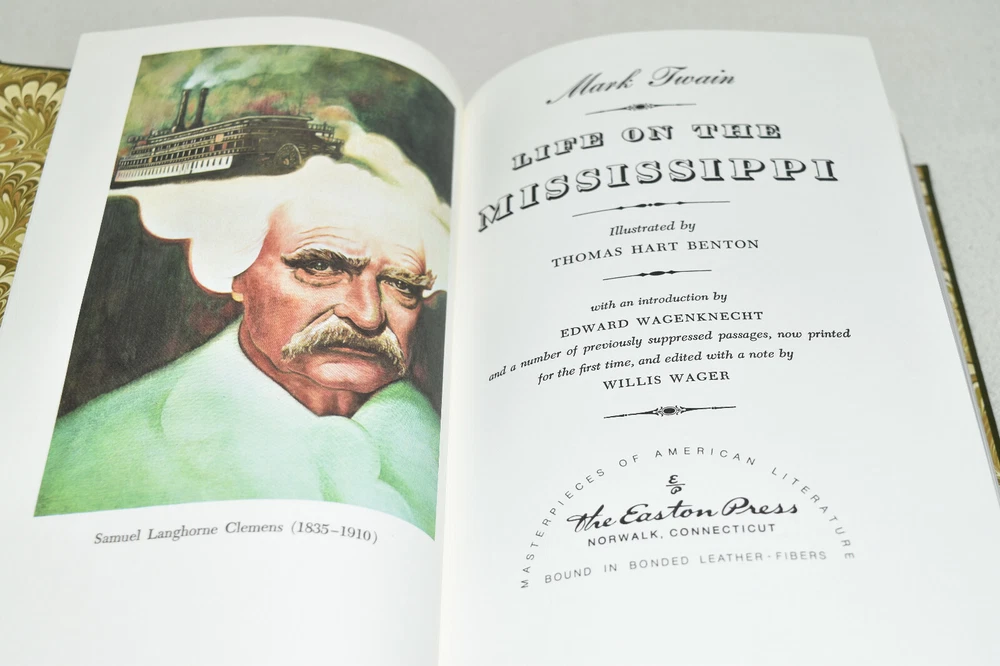 Samuel Langhorne Clemens (1835–1910)
Mark Twain
LIFE ON THE
MISSISSIPPI
Illustrated by
THOMAS HART BENTON
with an introduction by
EDWARD WAGENKNECHT
and a number of previously suppressed passages, now printed
for the first time, and edited with a note by
WILLIS WAGER
MASTERPIECES OF AMERICAN LITERATURE
E
P
The Easton Press
NORWALK, CONNECTICUT
BOUND IN BONDED LEATHER-FIBERS